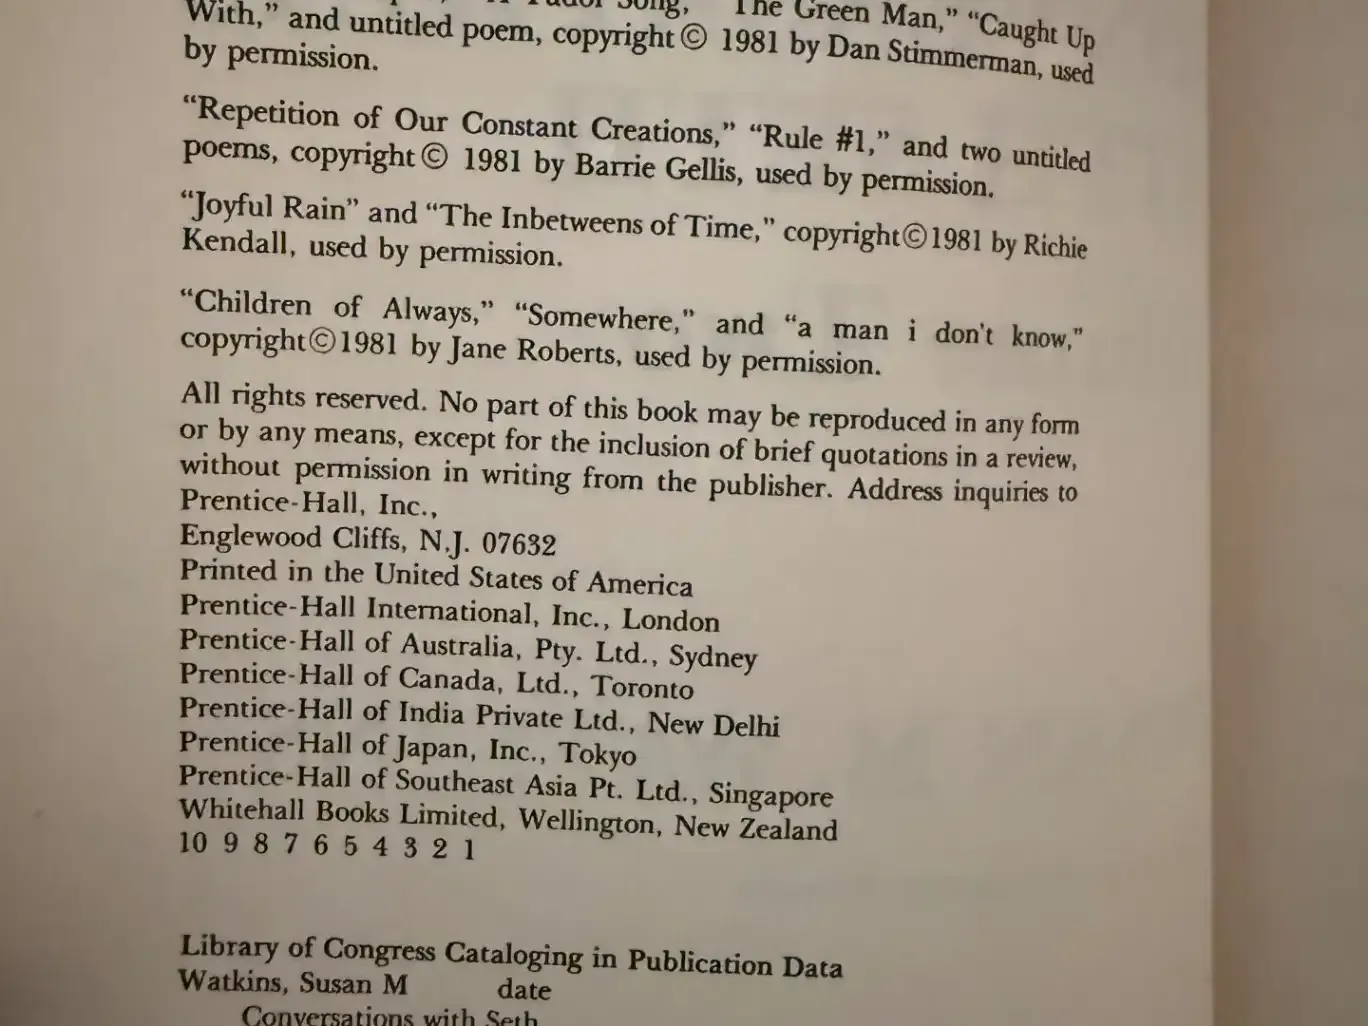 Tudor Song," "The Green Man," "Caught Up
With," and untitled poem, copyright © 1981 by Dan Stimmerman, used
by permission.
"Repetition of Our Constant Creations," "Rule #1," and two untitled
poems, copyright © 1981 by Barrie Gellis, used by permission.
"Joyful Rain" and "The Inbetweens of Time," copyright©1981 by Richie
Kendall, used by permission.
"Children of Always," "Somewhere," and "a man i don't know,"
copyright©1981 by Jane Roberts, used by permission.
All rights reserved. No part of this book may be reproduced in any form
or by any means, except for the inclusion of brief quotations in a review,
without permission in writing from the publisher. Address inquiries to
Prentice-Hall, Inc.,
Englewood Cliffs, N.J. 07632
Printed in the United States of America
Prentice-Hall International, Inc., London
Prentice-Hall of Australia, Pty. Ltd., Sydney
Prentice-Hall of Canada, Ltd., Toronto
Prentice-Hall of India Private Ltd., New Delhi
Prentice-Hall of Japan, Inc., Tokyo
Prentice-Hall of Southeast Asia Pt. Ltd., Singapore
Whitehall Books Limited, Wellington, New Zealand
10 9 8 7 6 5 4 3 2 1
Library of Congress Cataloging in Publication Data
Watkins, Susan M date
Conversations with Seth